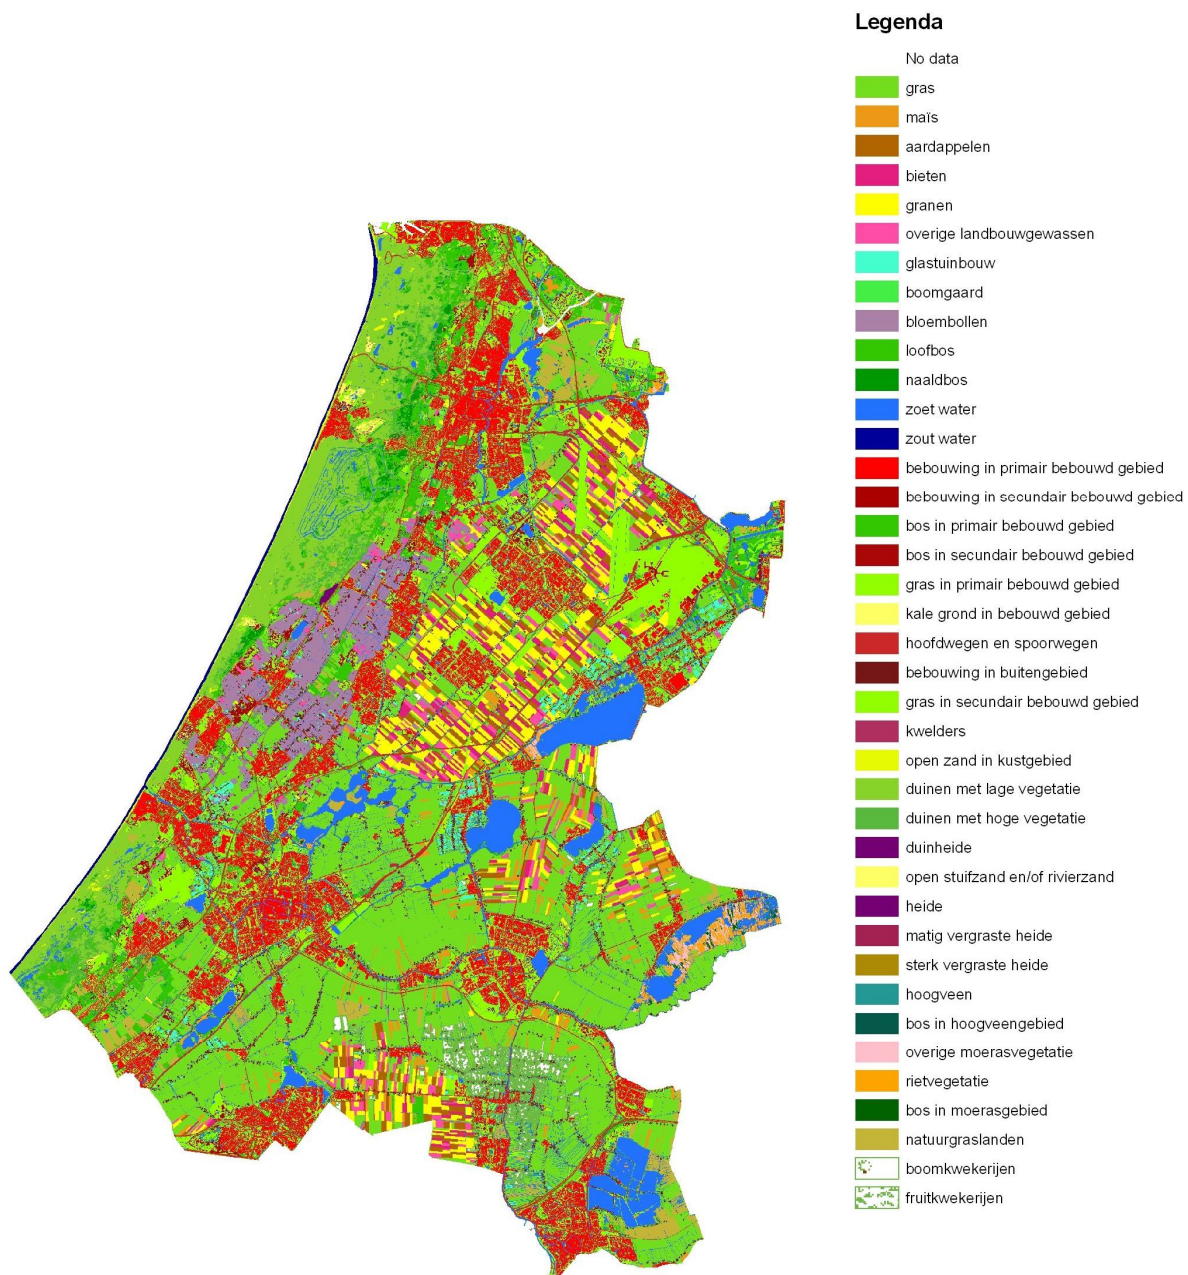 Legenda
No data
gras
maïs
aardappelen
bieten
granen
overige landbouwgewassen
glastuinbouw
boomgaard
bloembollen
loofbos
naaldbos
zoet water
zout water
bebouwing in primair bebouwd gebied
bebouwing in secundair bebouwd gebied
bos in primair bebouwd gebied
bos in secundair bebouwd gebied
gras in primair bebouwd gebied
kale grond in bebouwd gebied
hoofdwegen en spoorwegen
bebouwing in buitengebied
gras in secundair bebouwd gebied
kwelders
open zand in kustgebied
duinen met lage vegetatie
duinen met hoge vegetatie
duinheide
open stuifzand en/of rivierzand
heide
matig vergraste heide
sterk vergraste heide
hoogveen
bos in hoogveengebied
overige moerasvegetatie
rietvegetatie
bos in moerasgebied
natuurgraslanden
boomkwekerijen
fruitkwekerijen